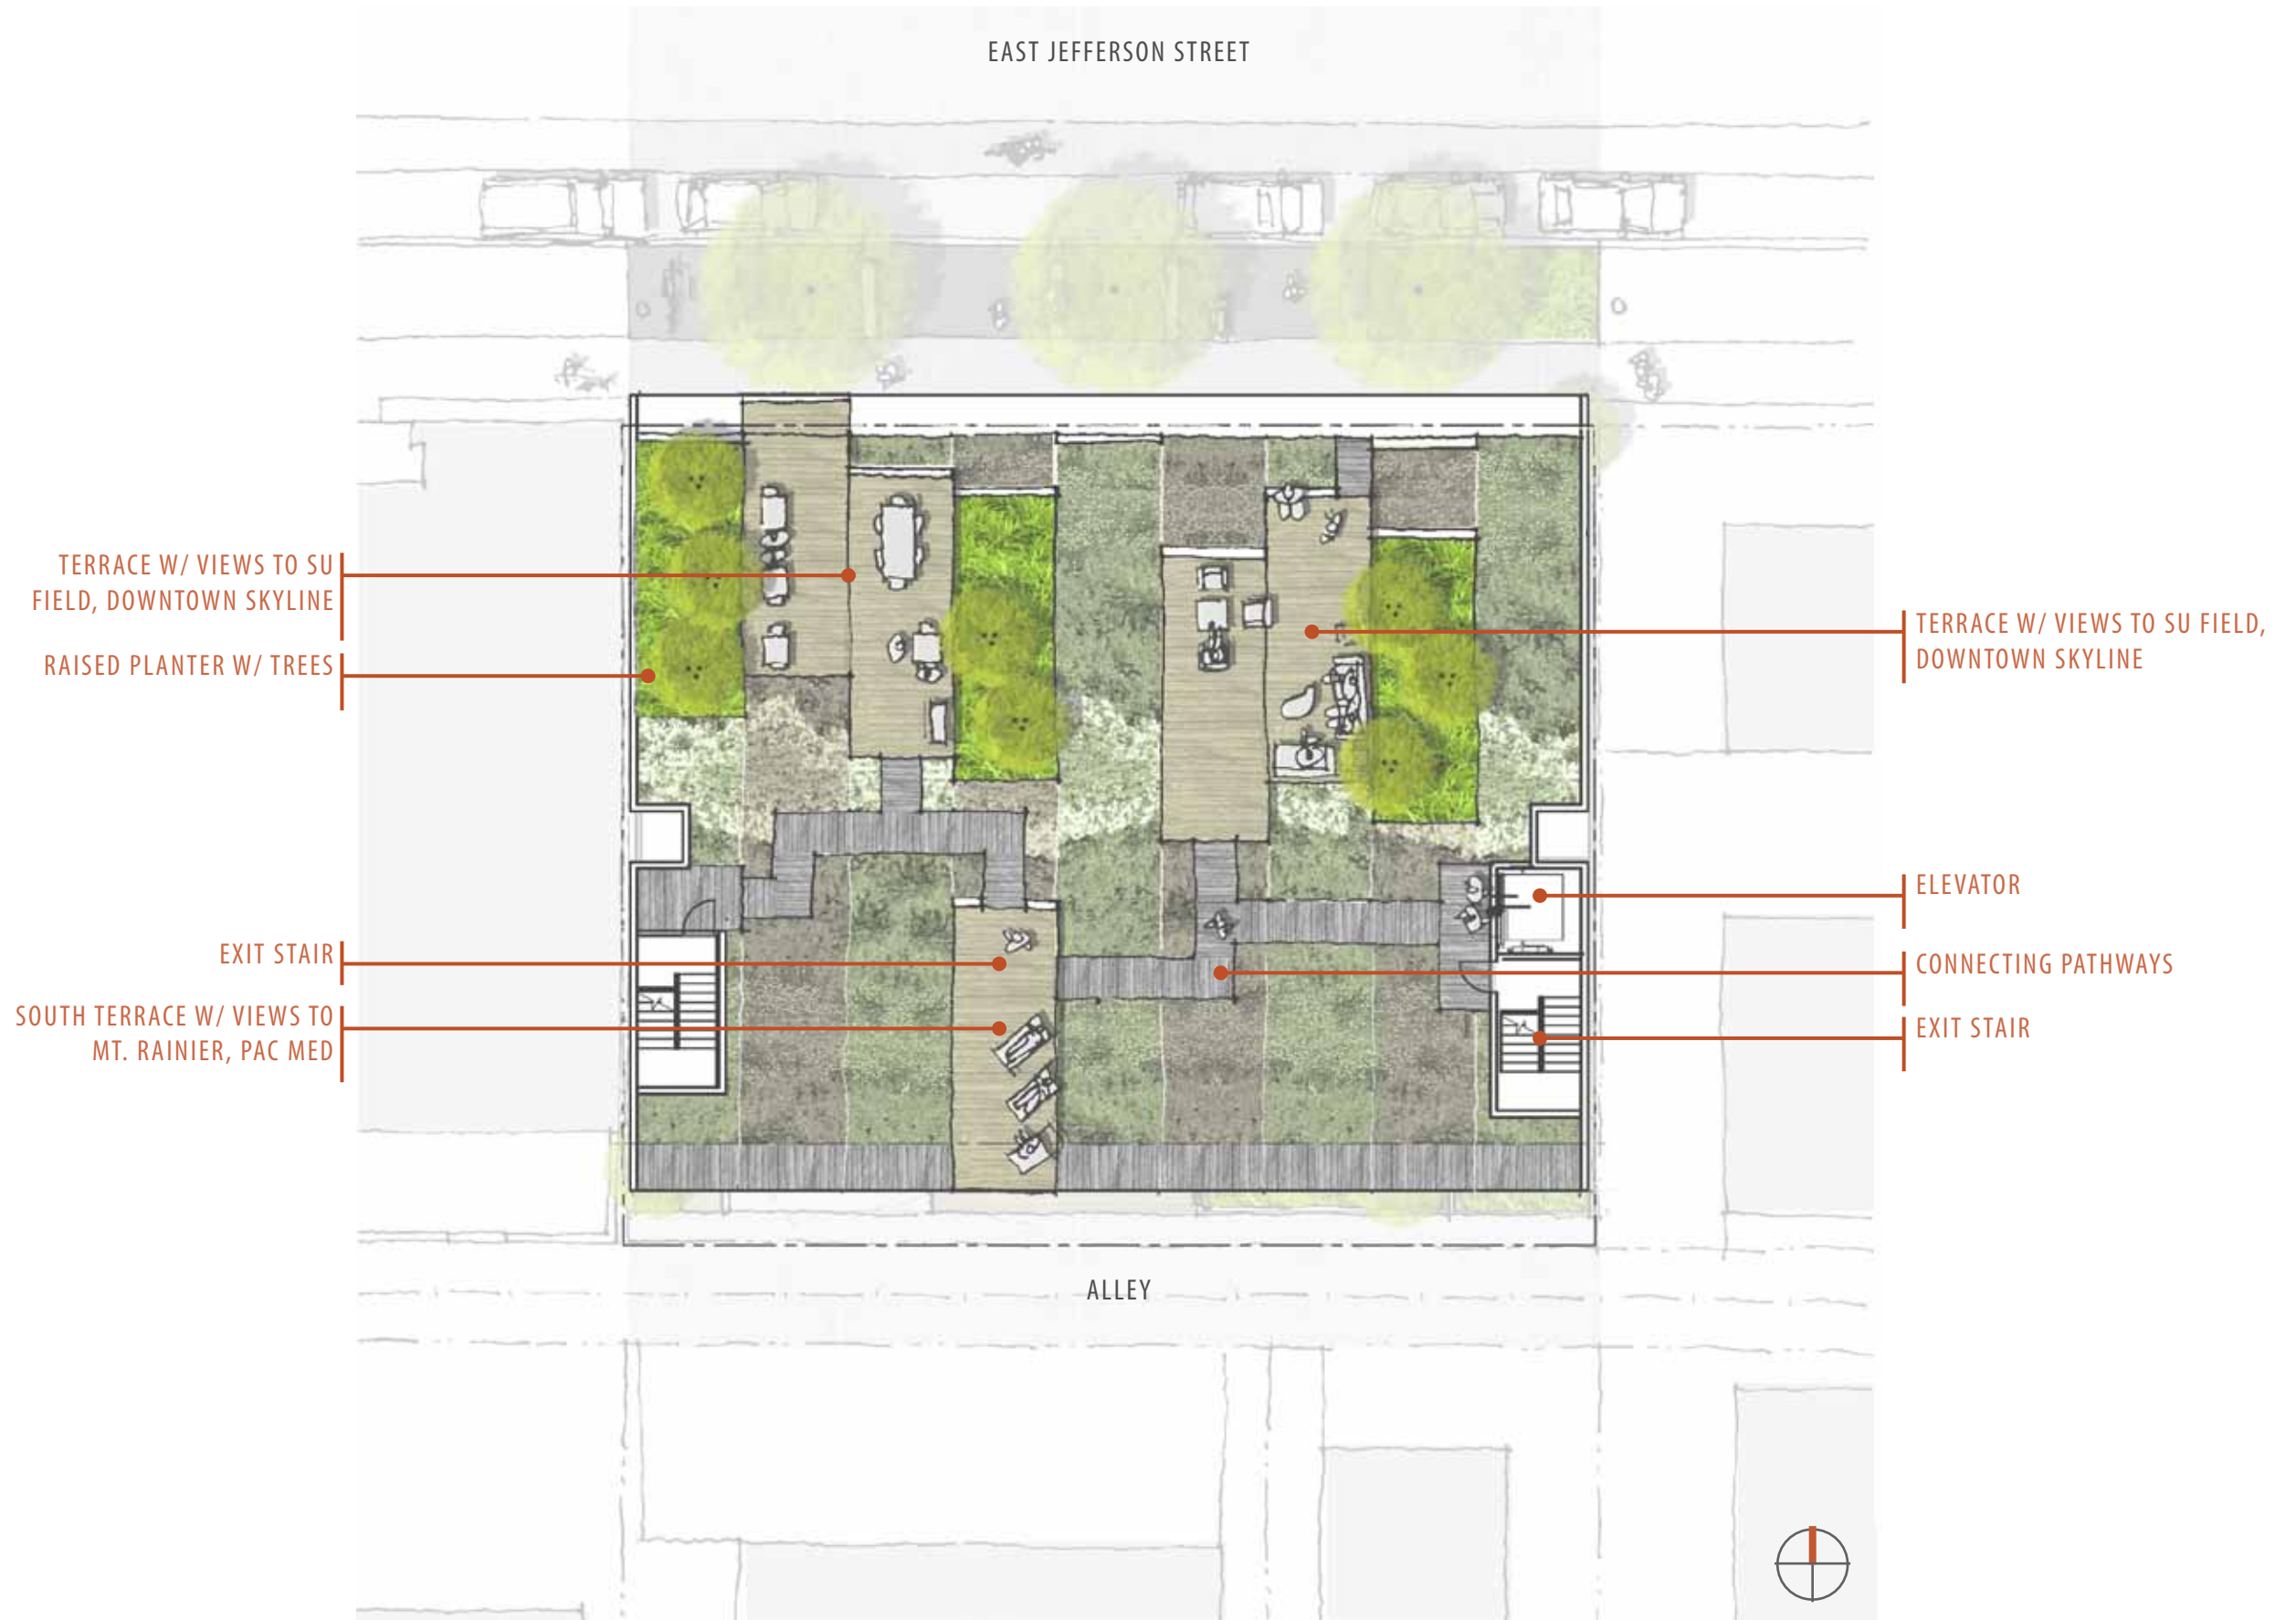 EAST JEFFERSON STREET
TERRACE W/ VIEWS TO SU
FIELD, DOWNTOWN SKYLINE
RAISED PLANTER W/ TREES
EXIT STAIR
SOUTH TERRACE W/ VIEWS TO
MT. RAINIER, PAC MED
TERRACE W/ VIEWS TO SU FIELD,
DOWNTOWN SKYLINE
ELEVATOR
CONNECTING PATHWAYS
EXIT STAIR
ALLEY